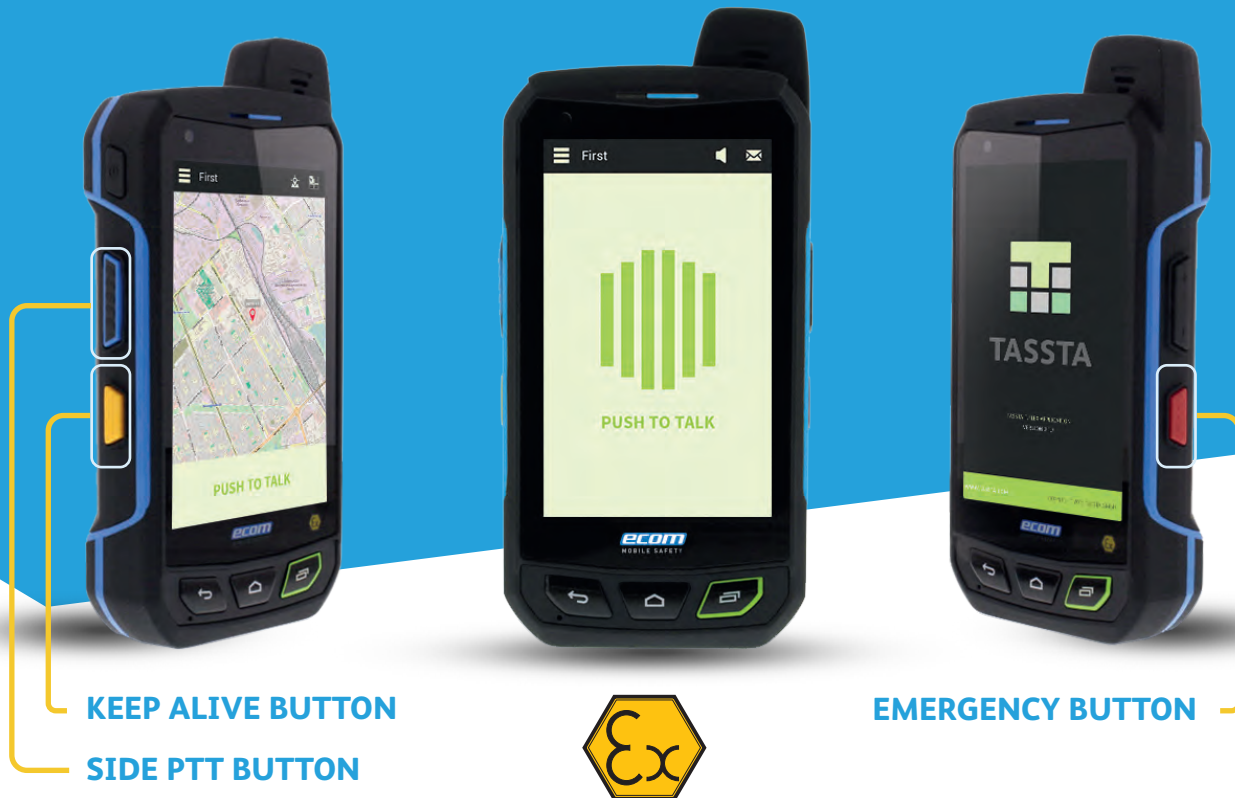 First
PUSH TO TALK
ecom
First
PUSH TO TALK
ecom
MOBILE SAFETY
TASSTA
ecom
KEEP ALIVE BUTTON
SIDE PTT BUTTON
EMERGENCY BUTTON
Ex